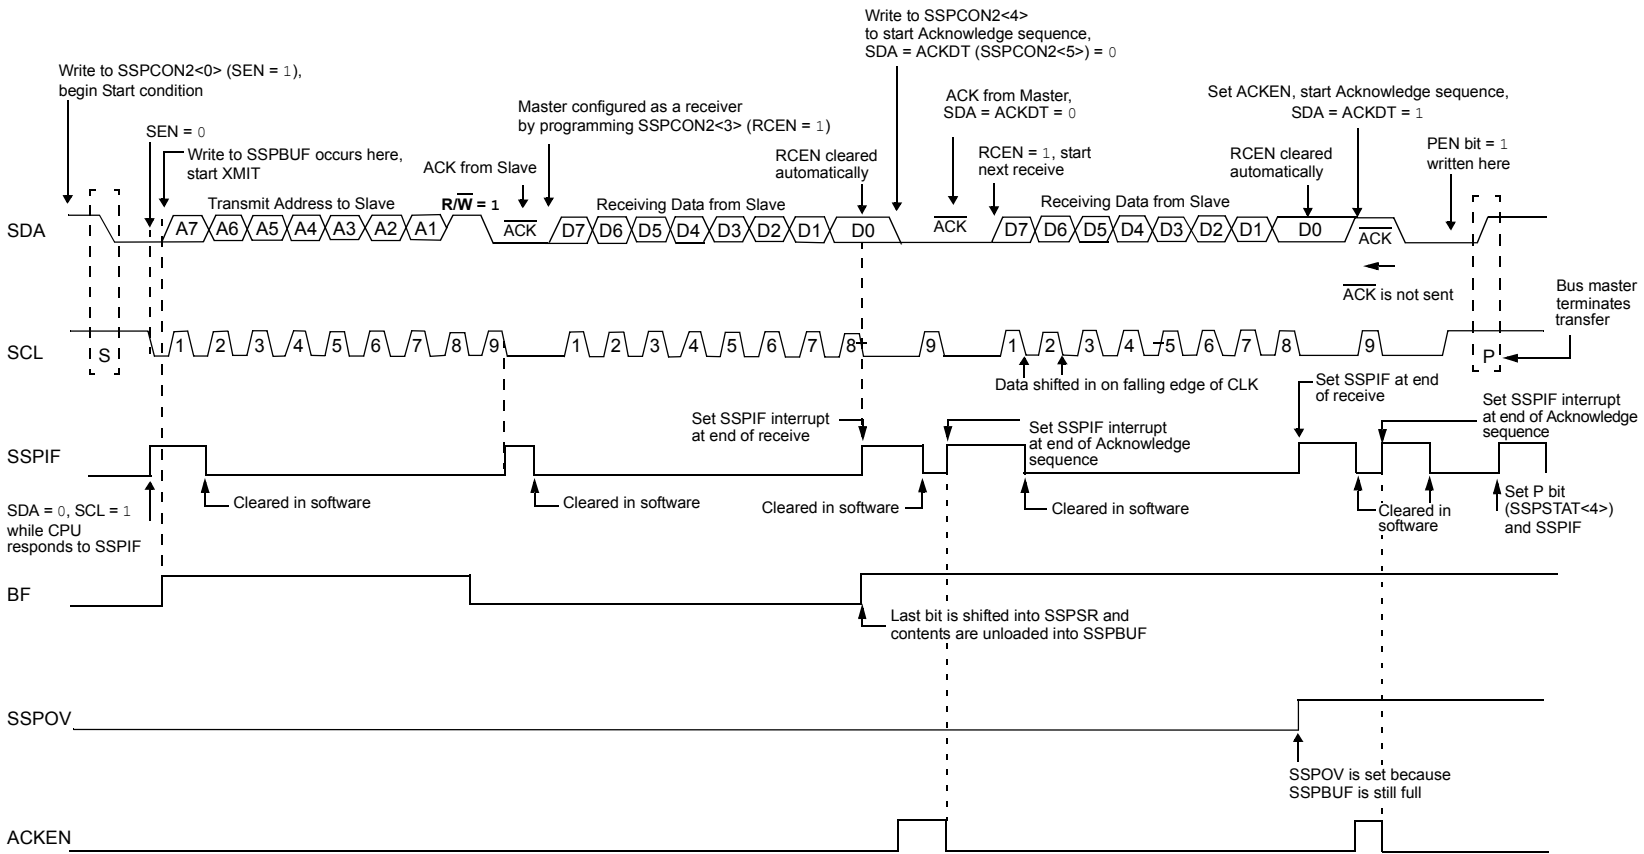 Write to SSPCON2<4>
to start Acknowledge sequence,
SDA = ACKDT (SSPCON2<5>) = 0
Write to SSPCON2<0> (SEN = 1),
begin Start condition
SEN = 0
Write to SSPBUF occurs here,
start XMIT
ACK from Slave
Master configured as a receiver
by programming SSPCON2<3> (RCEN = 1)
RCEN cleared
automatically
ACK from Master,
SDA = ACKDT = 0
RCEN = 1, start
next receive
Set ACKEN, start Acknowledge sequence,
SDA = ACKDT = 1
RCEN cleared
automatically
PEN bit = 1
written here
Transmit Address to Slave
R/W = 1
Receiving Data from Slave
Receiving Data from Slave
SDA
A7 A6 A5 A4 A3 A2 A1 ACK D7 D6 D5 D4 D3 D2 D1 D0 ACK D7 D6 D5 D4 D3 D2 D1 D0 ACK
ACK is not sent
Bus master
terminates
transfer
SCL
S 1 2 3 4 5 6 7 8 9 1 2 3 4 5 6 7 8 9 1 2 3 4 5 6 7 8 9 P
Data shifted in on falling edge of CLK
Set SSPIF interrupt
at end of receive
Set SSPIF interrupt
at end of Acknowledge
sequence
Set SSPIF at end
of receive
Set SSPIF interrupt
at end of Acknowledge
sequence
SSPIF
SDA = 0, SCL = 1
while CPU
responds to SSPIF
Cleared in software
Cleared in software
Cleared in software
Cleared in software
Cleared in
software
Set P bit
(SSPSTAT<4>)
and SSPIF
BF
Last bit is shifted into SSPSR and
contents are unloaded into SSPBUF
SSPOV
SSPOV is set because
SSPBUF is still full
ACKEN